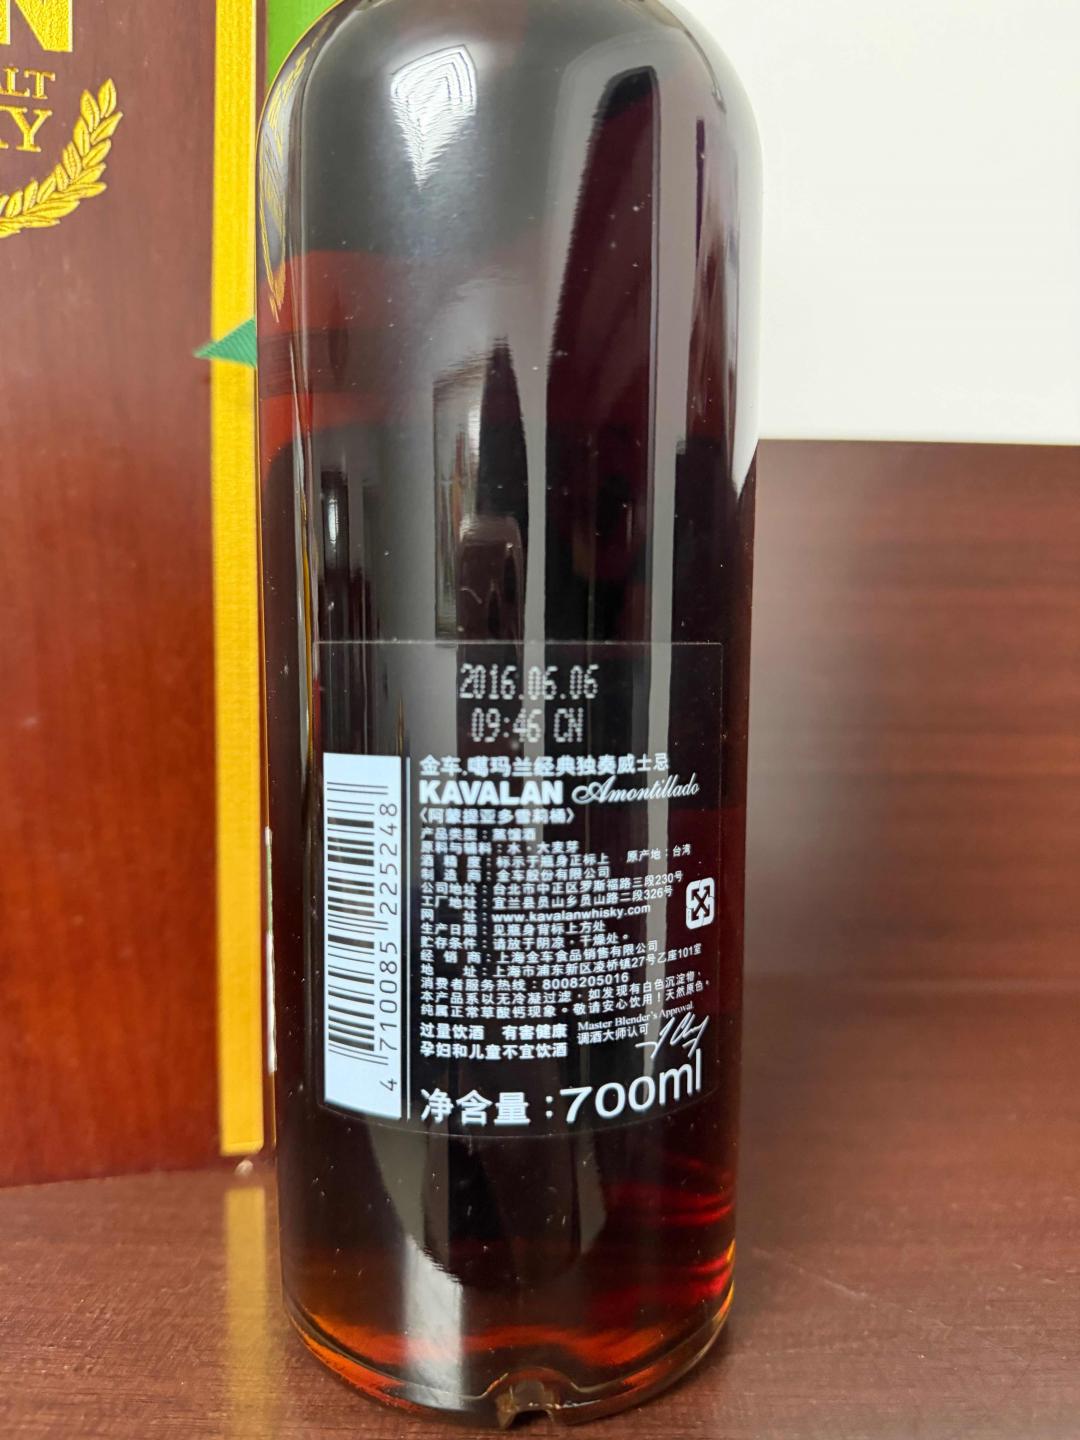 N
ALT
KY
2016.06.06
09:46 CN
金车.噶玛兰经典独奏威士忌
KAVALAN Amontillado
〈阿蒙提亚多雪莉桶〉
产品类型：蒸馏酒
原料与辅料：水、大麦芽
酒精度：标示于瓶身正标上 原产地：台湾
制造商：金车股份有限公司
公司地址：台北市中正区罗斯福路三段230号
工厂地址：宜兰县员山乡员山路二段326号
网址：www.kavalanwhisky.com
生产日期：见瓶身背标上方处
贮存条件：请放于阴凉、干燥处。
经销商：上海金车食品销售有限公司
地址：上海市浦东新区凌桥镇27号乙座101室
消费者服务热线：8008205016
本产品系以无冷凝过滤，如发现有白色沉淀物，
纯属正常草酸钙现象。敬请安心饮用！天然原色。
过量饮酒 有害健康
孕妇和儿童不宜饮酒
Master Blender's Approval
调酒大师认可
净含量：700ml
4 710085 225248